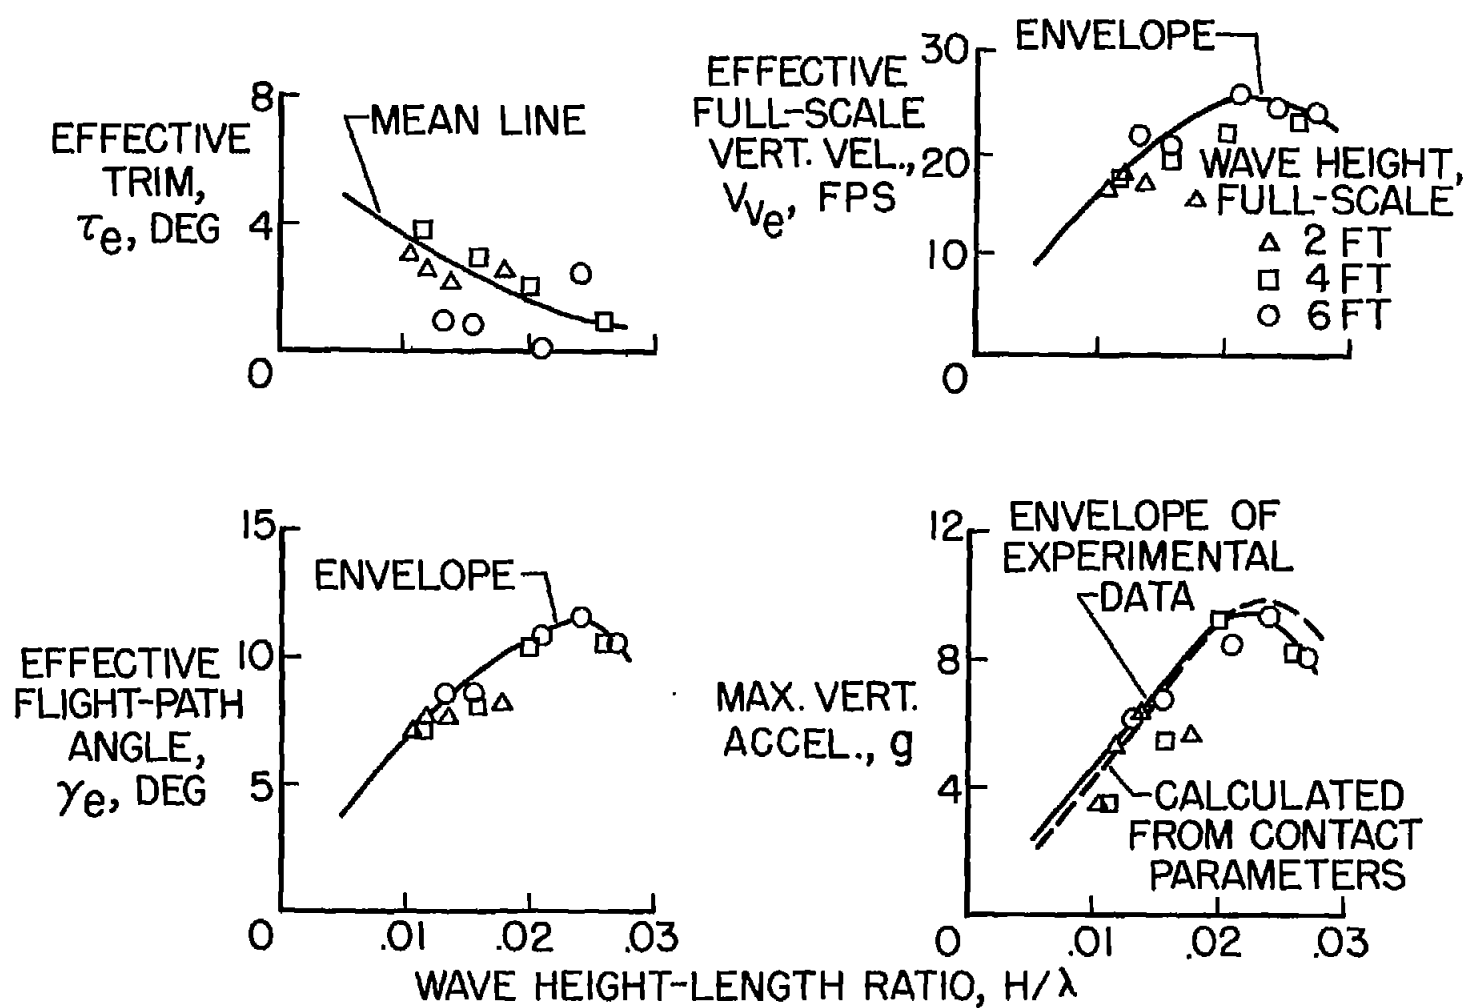 8
4
0
EFFECTIVE
TRIM,
τe, DEG
MEAN LINE
30
20
10
0
EFFECTIVE
FULL-SCALE
VERT. VEL.,
Vve, FPS
ENVELOPE
WAVE HEIGHT,
FULL-SCALE
2 FT
4 FT
6 FT
15
10
5
0
EFFECTIVE
FLIGHT-PATH
ANGLE,
γe, DEG
ENVELOPE
.01 .02 .03
12
8
4
0
MAX. VERT.
ACCEL., g
ENVELOPE OF
EXPERIMENTAL
DATA
CALCULATED
FROM CONTACT
PARAMETERS
.01 .02 .03
WAVE HEIGHT-LENGTH RATIO, H/λ